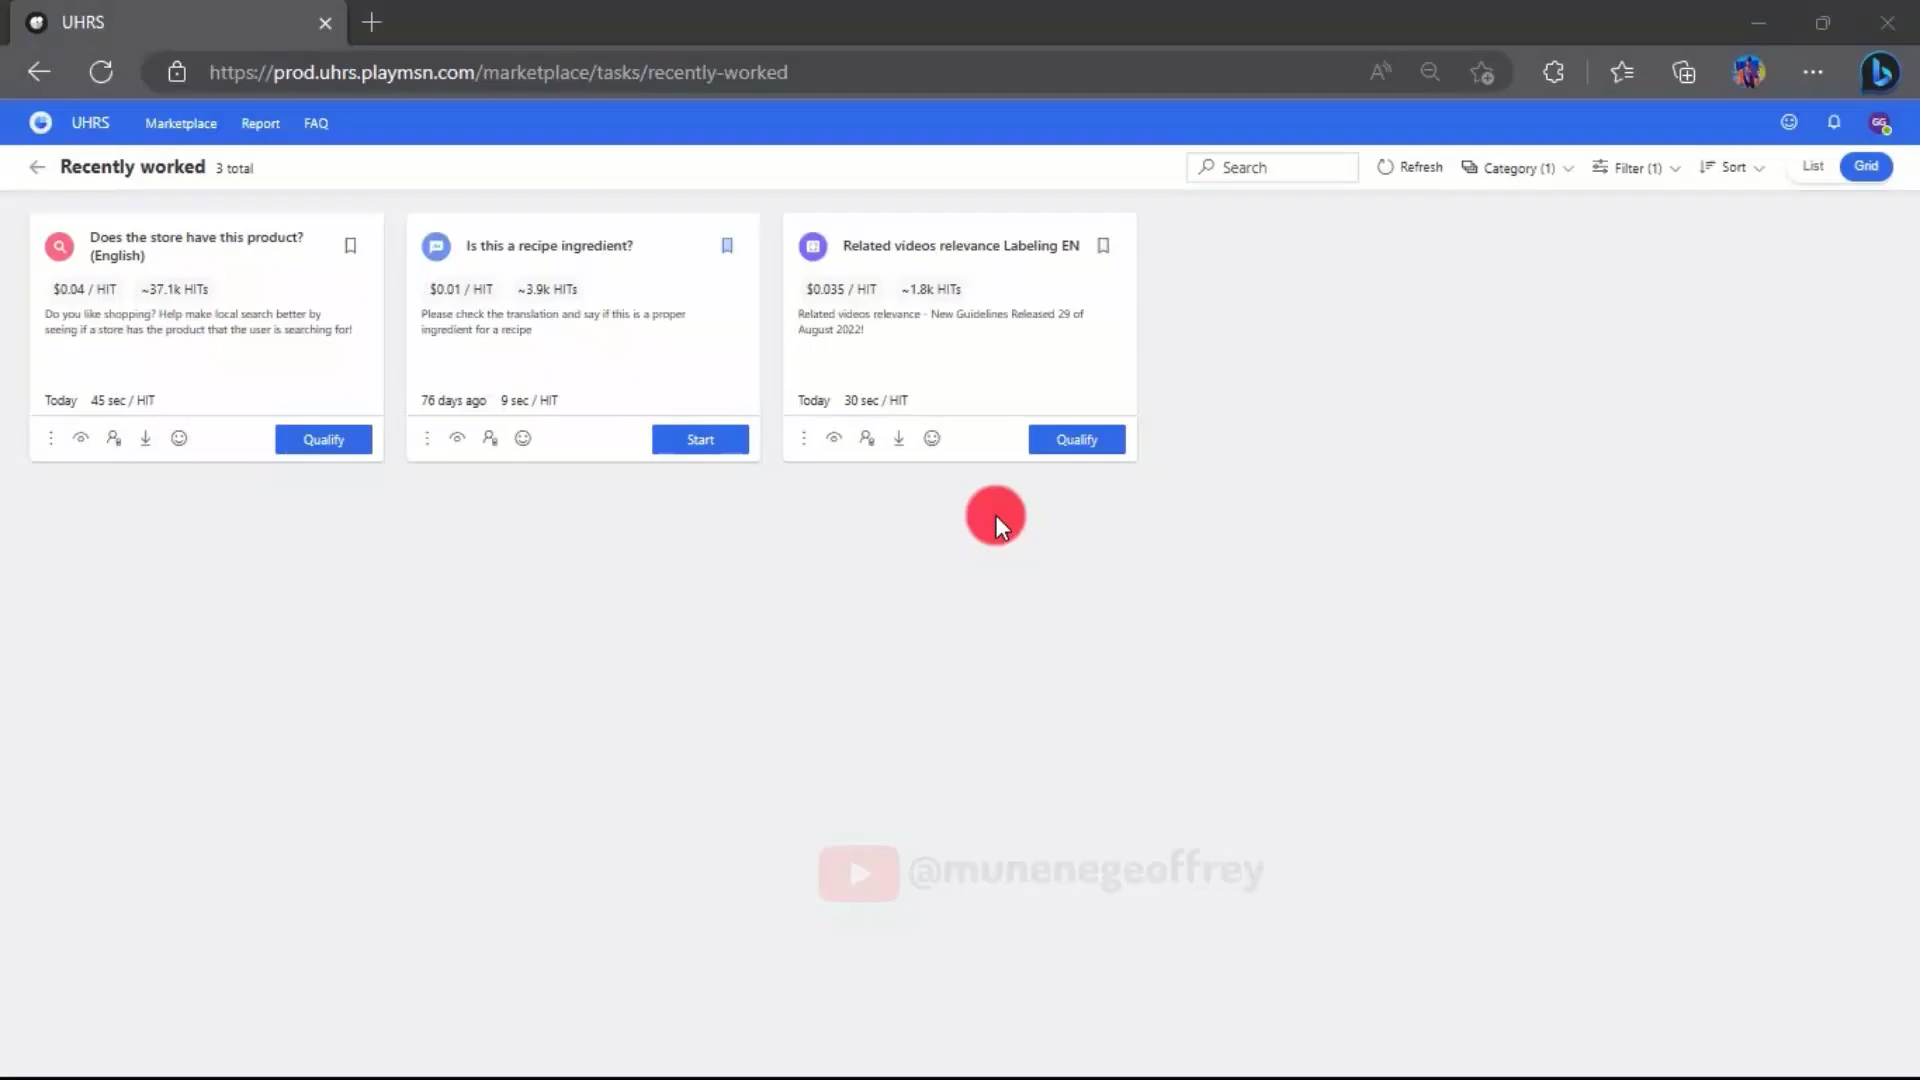 UHRS
https://prod.uhrs.playmsn.com/marketplace/tasks/recently-worked
UHRS Marketplace Report FAQ GG
Recently worked 3 total Search Refresh Category (1) Filter (1) Sort List Grid
Does the store have this product?
(English)
$0.04 / HIT ~37.1k HITs
Do you like shopping? Help make local search better by
seeing if a store has the product that the user is searching for!
Today 45 sec / HIT
Qualify
Is this a recipe ingredient?
$0.01 / HIT ~3.9k HITs
Please check the translation and say if this is a proper
ingredient for a recipe
76 days ago 9 sec / HIT
Start
Related videos relevance Labeling EN
$0.035 / HIT ~1.8k HITs
Related videos relevance - New Guidelines Released 29 of
August 2022!
Today 30 sec / HIT
Qualify
@munenegeoffrey